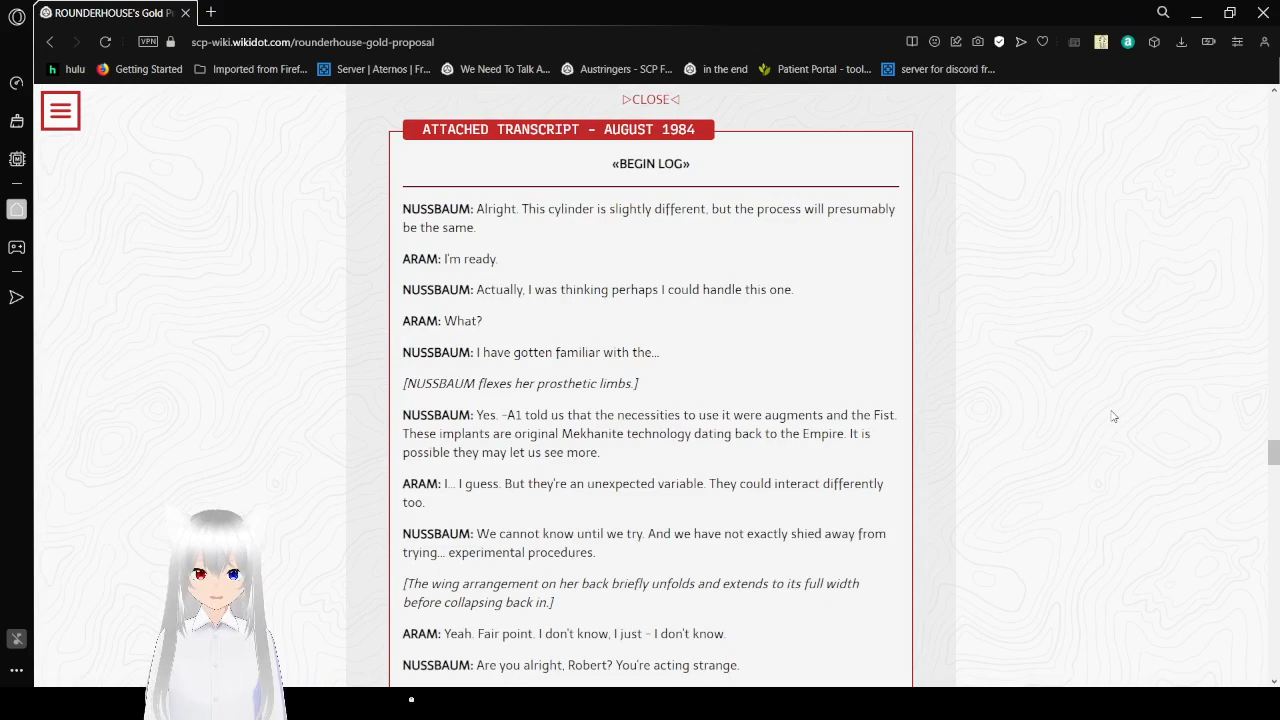 ROUNDERHOUSE's Gold P
VPN
scp-wiki.wikidot.com/rounderhouse-gold-proposal
hulu
Getting Started
Imported from Firef...
Server | Aternos | Fr...
We Need To Talk A...
Austringers - SCP F...
in the end
Patient Portal - tool...
server for discord fr...
▷CLOSE◁
ATTACHED TRANSCRIPT – AUGUST 1984
«BEGIN LOG»
NUSSBAUM: Alright. This cylinder is slightly different, but the process will presumably
be the same.
ARAM: I'm ready.
NUSSBAUM: Actually, I was thinking perhaps I could handle this one.
ARAM: What?
NUSSBAUM: I have gotten familiar with the...
[NUSSBAUM flexes her prosthetic limbs.]
NUSSBAUM: Yes. -A1 told us that the necessities to use it were augments and the Fist.
These implants are original Mekhanite technology dating back to the Empire. It is
possible they may let us see more.
ARAM: I... I guess. But they're an unexpected variable. They could interact differently
too.
NUSSBAUM: We cannot know until we try. And we have not exactly shied away from
trying... experimental procedures.
[The wing arrangement on her back briefly unfolds and extends to its full width
before collapsing back in.]
ARAM: Yeah. Fair point. I don't know, I just – I don't know.
NUSSBAUM: Are you alright, Robert? You're acting strange.